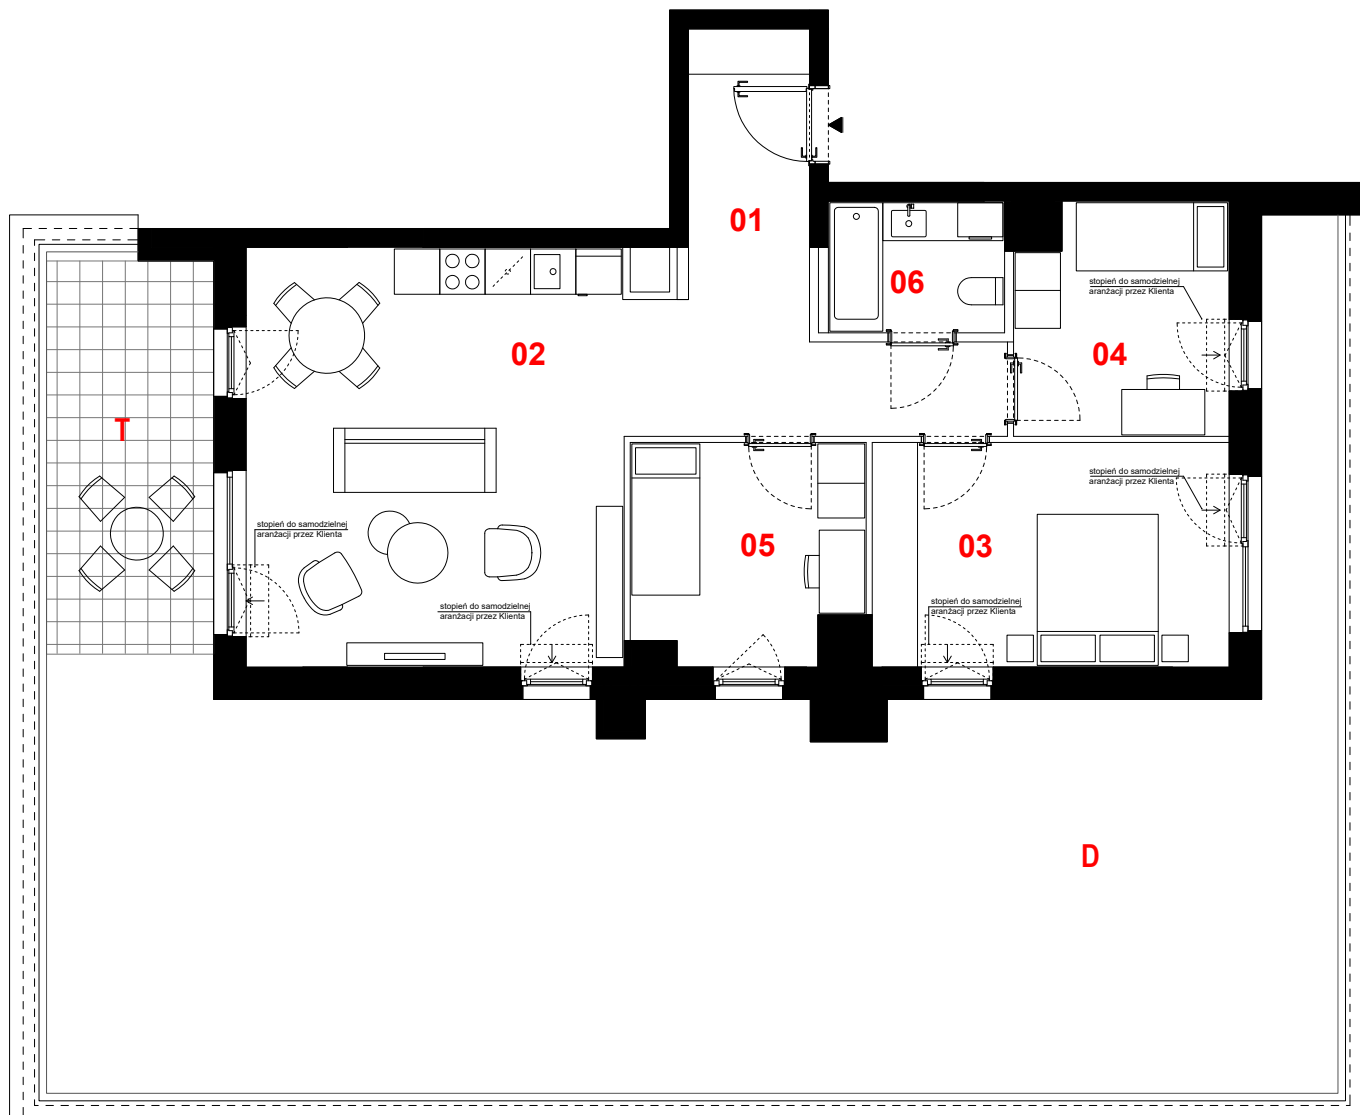 01
06
stopień do samodzielnej
aranżacji przez Klienta
02
04
T
stopień do samodzielnej
aranżacji przez Klienta
stopień do samodzielnej
aranżacji przez Klienta
05
03
stopień do samodzielnej
aranżacji przez Klienta
stopień do samodzielnej
aranżacji przez Klienta
D